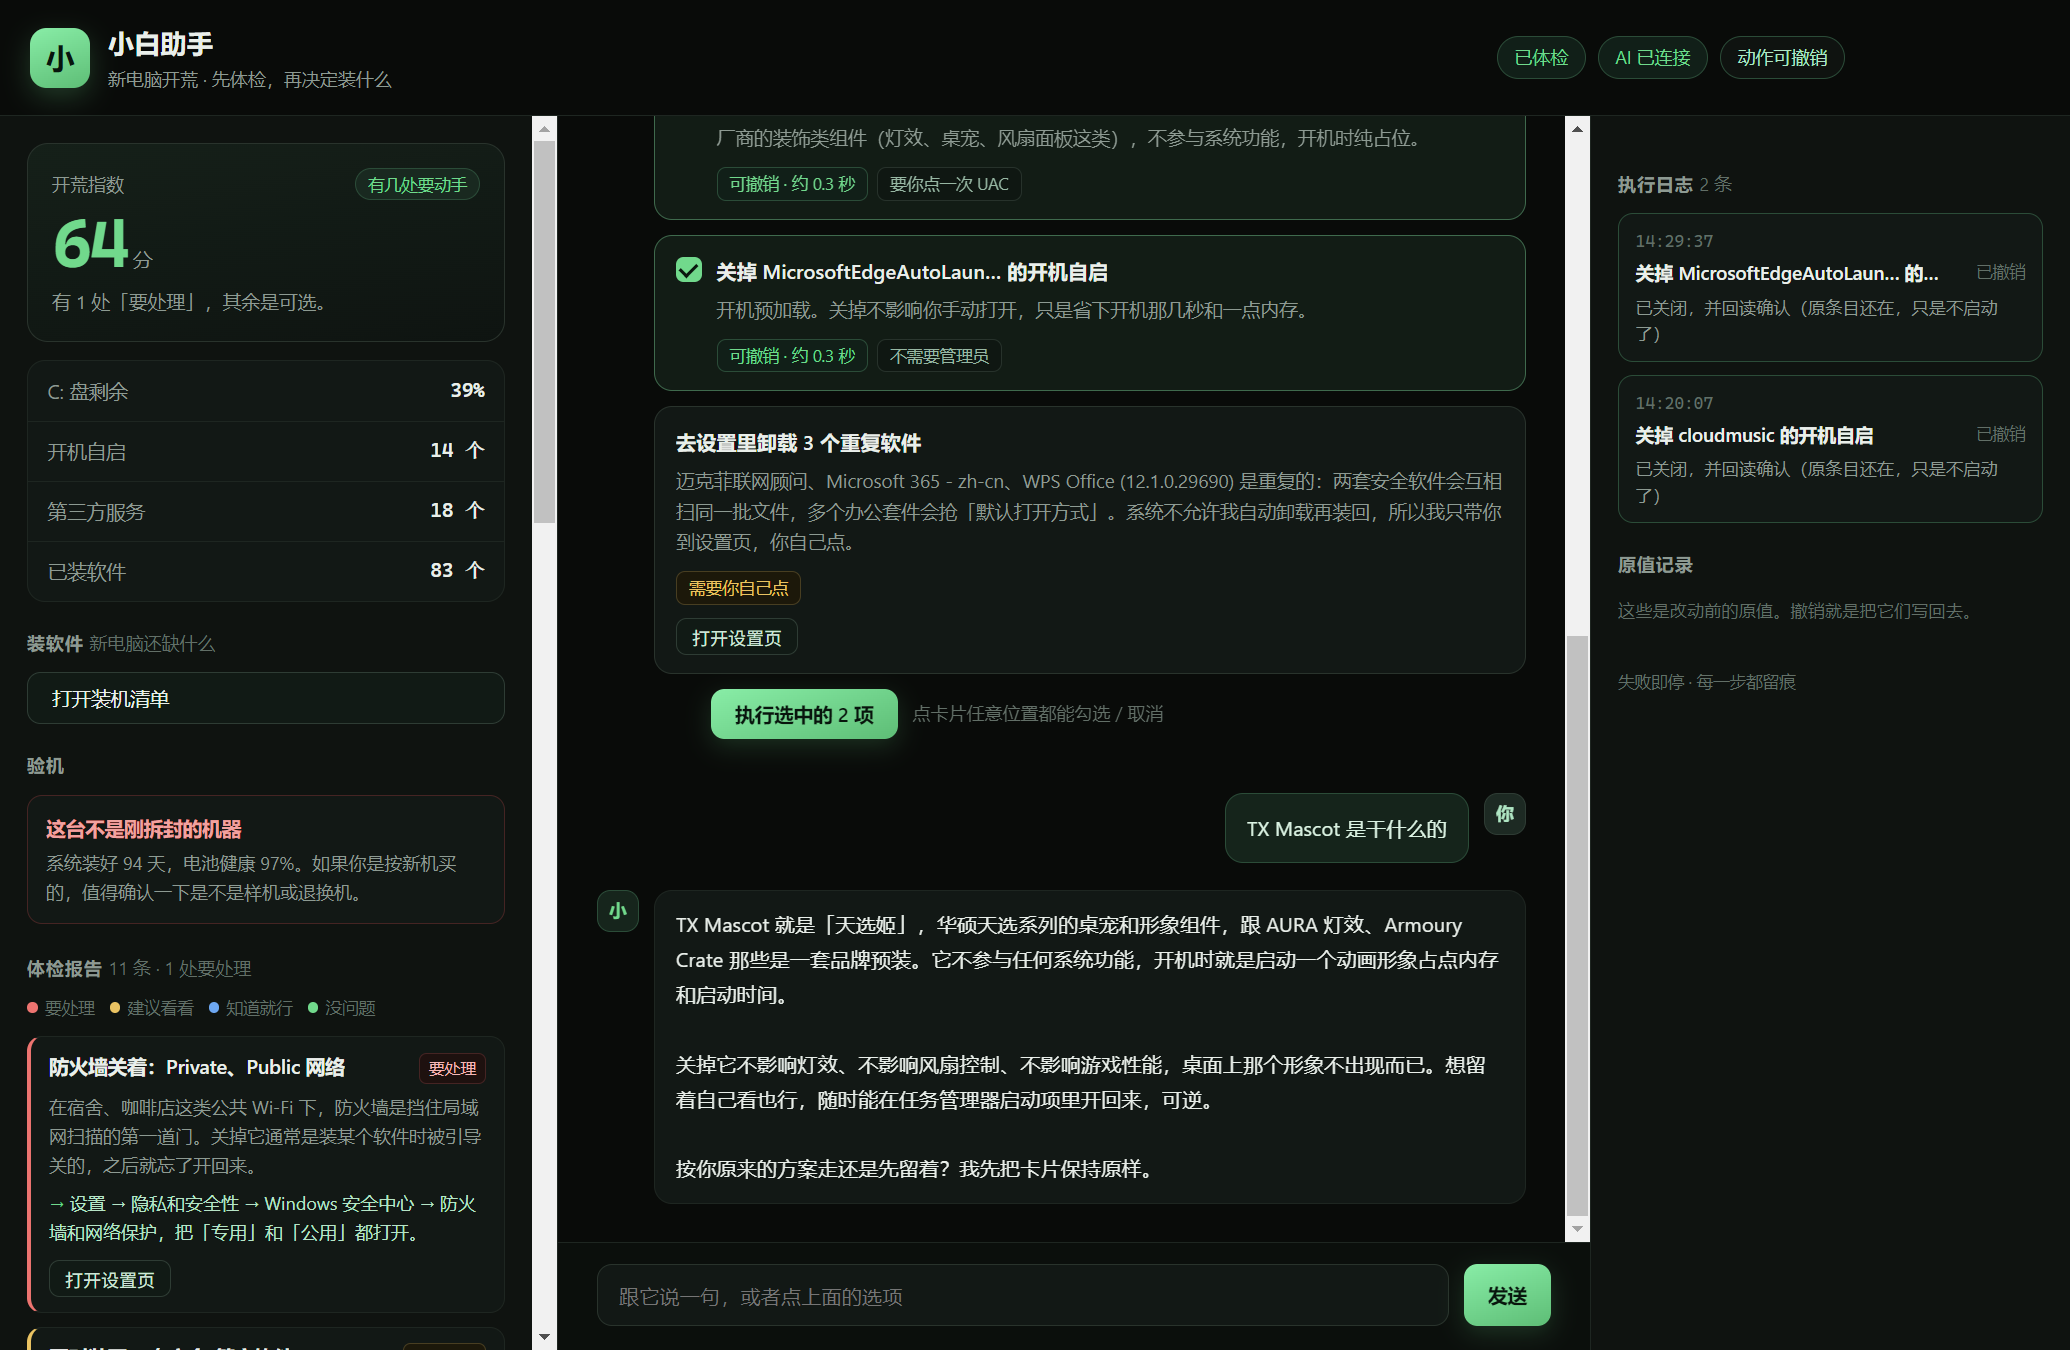 小
小白助手
新电脑开荒 · 先体检，再决定装什么
已体检
AI 已连接
动作可撤销
开荒指数
有几处要动手
64 分
有 1 处「要处理」，其余是可选。
C: 盘剩余
39%
开机自启
14 个
第三方服务
18 个
已装软件
83 个
装软件 新电脑还缺什么
打开装机清单
验机
这台不是刚拆封的机器
系统装好 94 天，电池健康 97%。如果你是按新机买
的，值得确认一下是不是样机或退换机。
体检报告 11 条 · 1 处要处理
要处理 建议看看 知道就行 没问题
防火墙关着：Private、Public 网络
要处理
在宿舍、咖啡店这类公共 Wi-Fi 下，防火墙是挡住局域
网扫描的第一道门。关掉它通常是装某个软件时被引导
关的，之后就忘了开回来。
→ 设置 → 隐私和安全性 → Windows 安全中心 → 防火
墙和网络保护，把「专用」和「公用」都打开。
打开设置页
厂商的装饰类组件（灯效、桌宠、风扇面板这类），不参与系统功能，开机时纯占位。
可撤销 · 约 0.3 秒
要你点一次 UAC
关掉 MicrosoftEdgeAutoLaun... 的开机自启
开机预加载。关掉不影响你手动打开，只是省下开机那几秒和一点内存。
可撤销 · 约 0.3 秒
不需要管理员
去设置里卸载 3 个重复软件
迈克菲联网顾问、Microsoft 365 - zh-cn、WPS Office (12.1.0.29690) 是重复的：两套安全软件会互相
扫同一批文件，多个办公套件会抢「默认打开方式」。系统不允许我自动卸载再装回，所以我只带你
到设置页，你自己点。
需要你自己点
打开设置页
执行选中的 2 项
点卡片任意位置都能勾选 / 取消
TX Mascot 是干什么的
你
小
TX Mascot 就是「天选姬」，华硕天选系列的桌宠和形象组件，跟 AURA 灯效、Armoury
Crate 那些是一套品牌预装。它不参与任何系统功能，开机时就是启动一个动画形象占点内存
和启动时间。
关掉它不影响灯效、不影响风扇控制、不影响游戏性能，桌面上那个形象不出现而已。想留
着自己看也行，随时能在任务管理器启动项里开回来，可逆。
按你原来的方案走还是先留着？我先把卡片保持原样。
跟它说一句，或者点上面的选项
发送
执行日志 2 条
14:29:37
关掉 MicrosoftEdgeAutoLaun... 的...
已撤销
已关闭，并回读确认（原条目还在，只是不启动
了）
14:20:07
关掉 cloudmusic 的开机自启
已撤销
已关闭，并回读确认（原条目还在，只是不启动
了）
原值记录
这些是改动前的原值。撤销就是把它们写回去。
失败即停 · 每一步都留痕